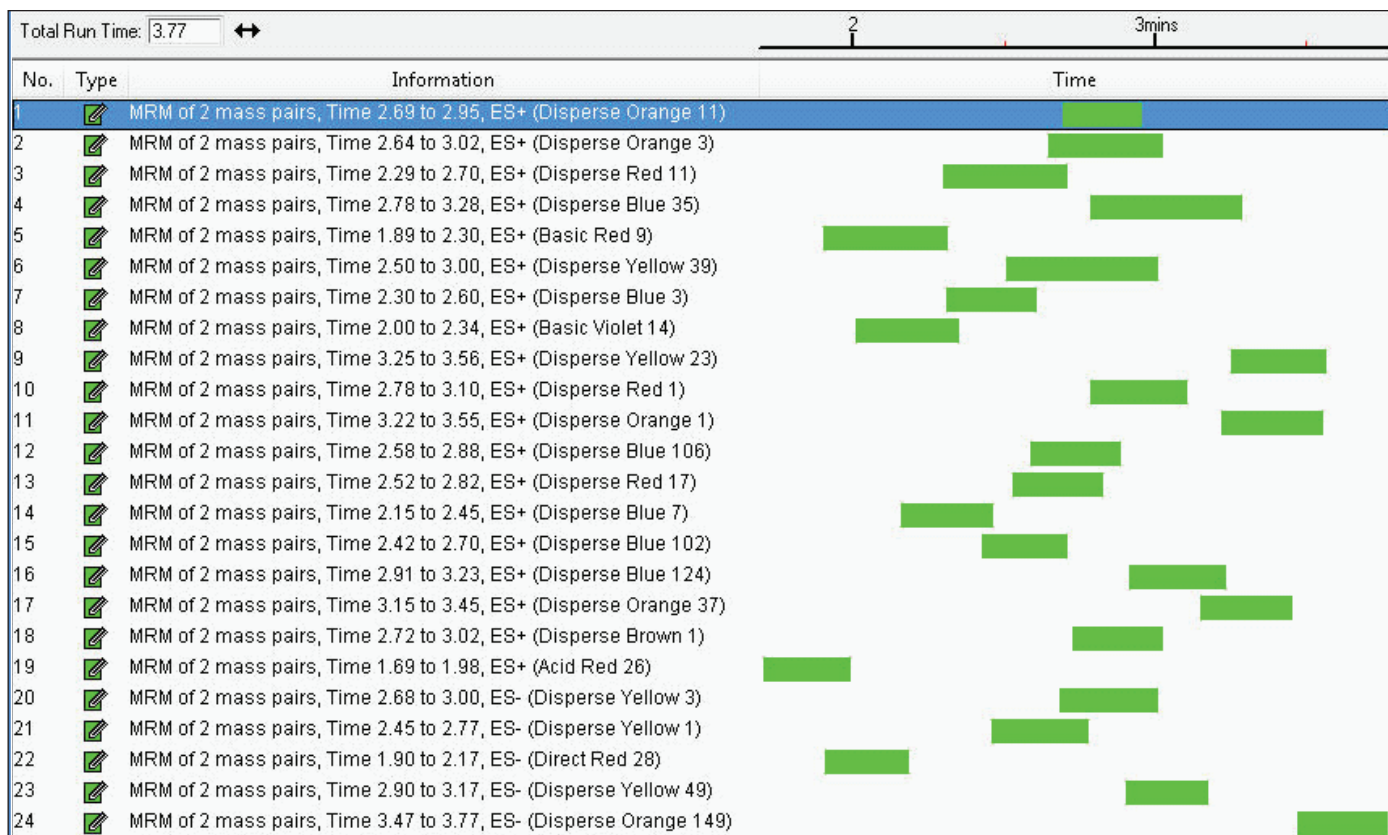 Total Run Time: 3.77
2 3mins
No. Type Information Time
1 MRM of 2 mass pairs, Time 2.69 to 2.95, ES+ (Disperse Orange 11)
2 MRM of 2 mass pairs, Time 2.64 to 3.02, ES+ (Disperse Orange 3)
3 MRM of 2 mass pairs, Time 2.29 to 2.70, ES+ (Disperse Red 11)
4 MRM of 2 mass pairs, Time 2.78 to 3.28, ES+ (Disperse Blue 35)
5 MRM of 2 mass pairs, Time 1.89 to 2.30, ES+ (Basic Red 9)
6 MRM of 2 mass pairs, Time 2.50 to 3.00, ES+ (Disperse Yellow 39)
7 MRM of 2 mass pairs, Time 2.30 to 2.60, ES+ (Disperse Blue 3)
8 MRM of 2 mass pairs, Time 2.00 to 2.34, ES+ (Basic Violet 14)
9 MRM of 2 mass pairs, Time 3.25 to 3.56, ES+ (Disperse Yellow 23)
10 MRM of 2 mass pairs, Time 2.78 to 3.10, ES+ (Disperse Red 1)
11 MRM of 2 mass pairs, Time 3.22 to 3.55, ES+ (Disperse Orange 1)
12 MRM of 2 mass pairs, Time 2.58 to 2.88, ES+ (Disperse Blue 106)
13 MRM of 2 mass pairs, Time 2.52 to 2.82, ES+ (Disperse Red 17)
14 MRM of 2 mass pairs, Time 2.15 to 2.45, ES+ (Disperse Blue 7)
15 MRM of 2 mass pairs, Time 2.42 to 2.70, ES+ (Disperse Blue 102)
16 MRM of 2 mass pairs, Time 2.91 to 3.23, ES+ (Disperse Blue 124)
17 MRM of 2 mass pairs, Time 3.15 to 3.45, ES+ (Disperse Orange 37)
18 MRM of 2 mass pairs, Time 2.72 to 3.02, ES+ (Disperse Brown 1)
19 MRM of 2 mass pairs, Time 1.69 to 1.98, ES+ (Acid Red 26)
20 MRM of 2 mass pairs, Time 2.68 to 3.00, ES- (Disperse Yellow 3)
21 MRM of 2 mass pairs, Time 2.45 to 2.77, ES- (Disperse Yellow 1)
22 MRM of 2 mass pairs, Time 1.90 to 2.17, ES- (Direct Red 28)
23 MRM of 2 mass pairs, Time 2.90 to 3.17, ES- (Disperse Yellow 49)
24 MRM of 2 mass pairs, Time 3.47 to 3.77, ES- (Disperse Orange 149)